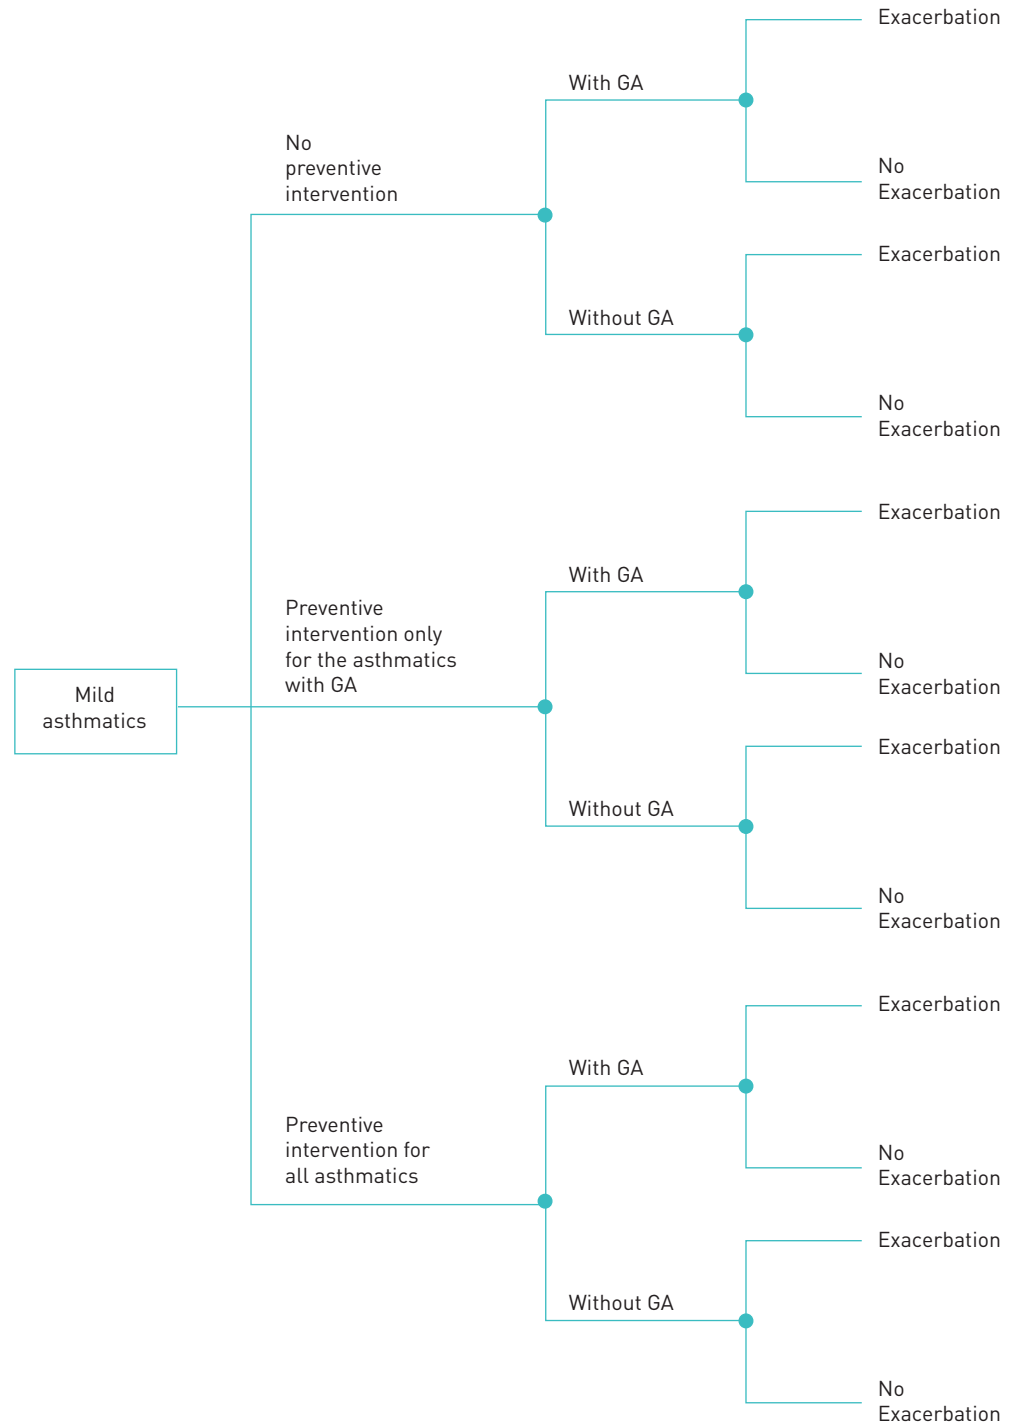 Exacerbation
With GA
No
preventive
intervention
No
Exacerbation
Exacerbation
Without GA
No
Exacerbation
Exacerbation
With GA
Preventive
intervention only
for the asthmatics
with GA
No
Exacerbation
Mild
asthmatics
Exacerbation
Without GA
No
Exacerbation
Exacerbation
With GA
Preventive
intervention for
all asthmatics
No
Exacerbation
Exacerbation
Without GA
No
Exacerbation